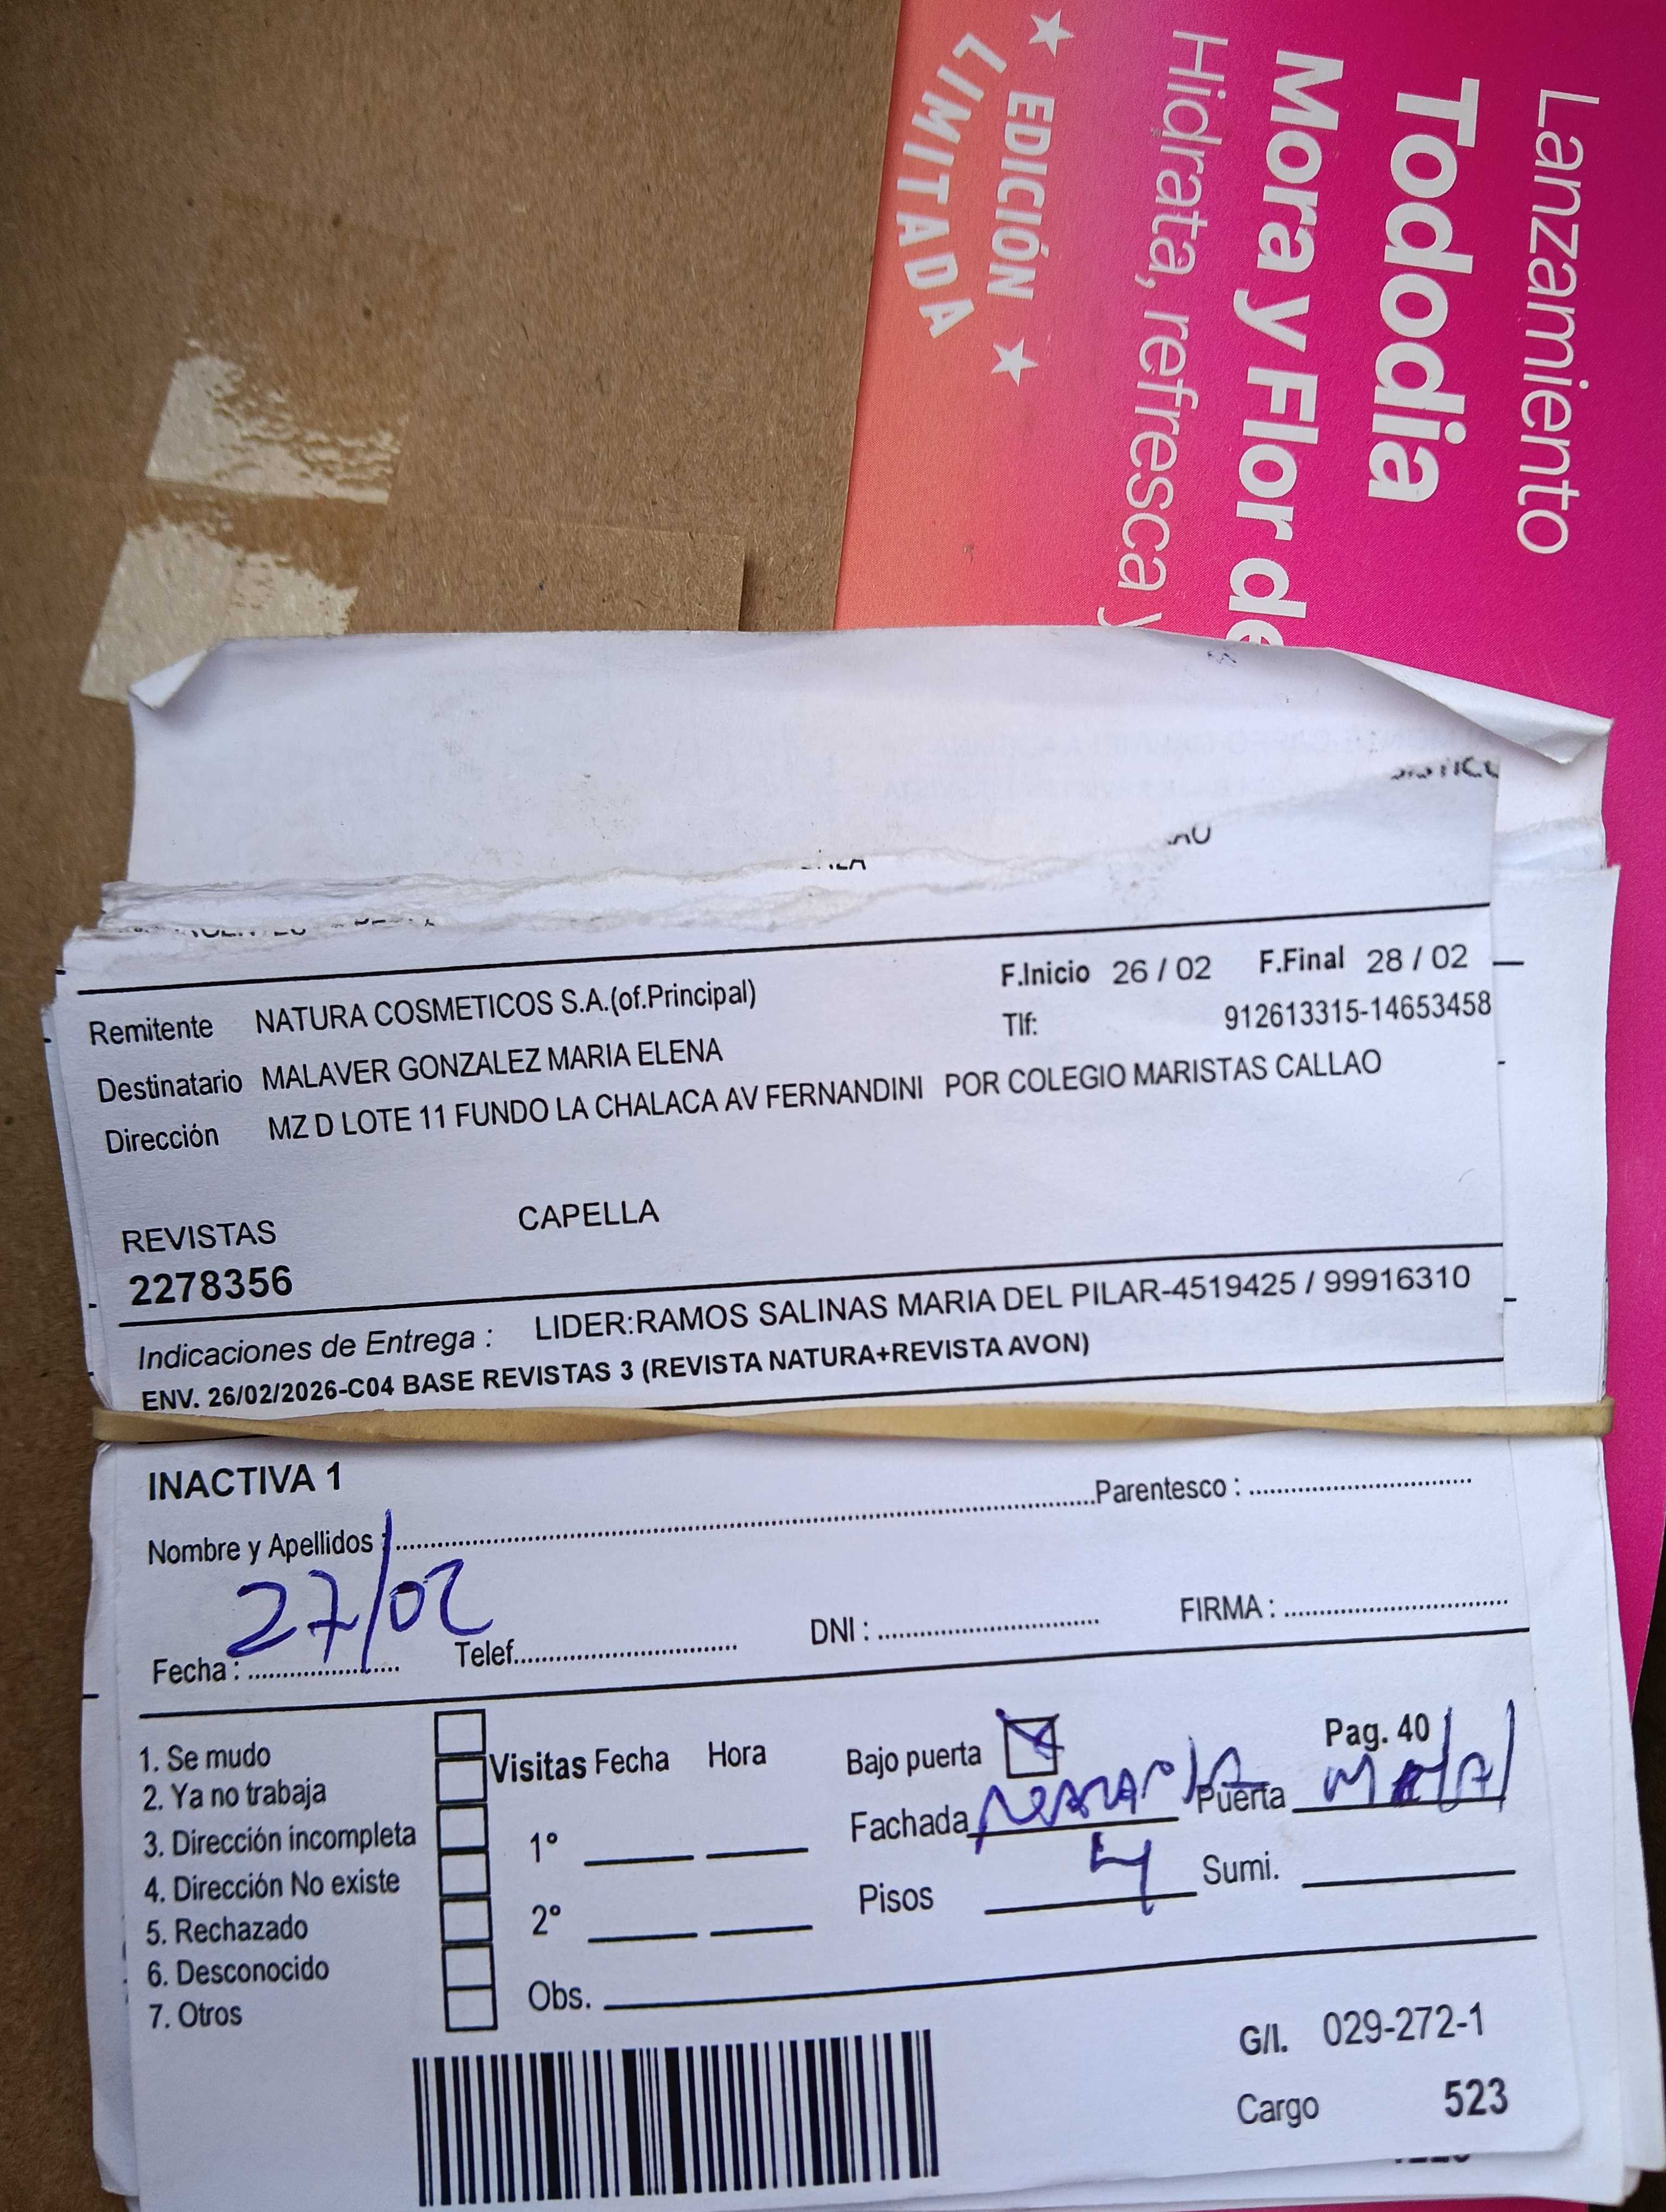 Lanzamiento
Tododia
Mora y Flor de
Hidrata, refresca y
★ EDICIÓN ★
LIMITADA
Remitente NATURA COSMETICOS S.A.(of.Principal) F.Inicio 26 / 02 F.Final 28 / 02
Destinatario MALAVER GONZALEZ MARIA ELENA Tlf: 912613315-14653458
Dirección MZ D LOTE 11 FUNDO LA CHALACA AV FERNANDINI POR COLEGIO MARISTAS CALLAO
REVISTAS CAPELLA
2278356
Indicaciones de Entrega : LIDER:RAMOS SALINAS MARIA DEL PILAR-4519425 / 99916310
ENV. 26/02/2026-C04 BASE REVISTAS 3 (REVISTA NATURA+REVISTA AVON)
INACTIVA 1
Nombre y Apellidos : Parentesco :
27/02
Fecha : Telef. DNI : FIRMA :
1. Se mudo Visitas Fecha Hora Bajo puerta Pag. 40
2. Ya no trabaja
3. Dirección incompleta 1° Fachada Puerta
4. Dirección No existe Pisos 4 Sumi.
5. Rechazado 2°
6. Desconocido
7. Otros Obs.
G/I. 029-272-1
Cargo 523